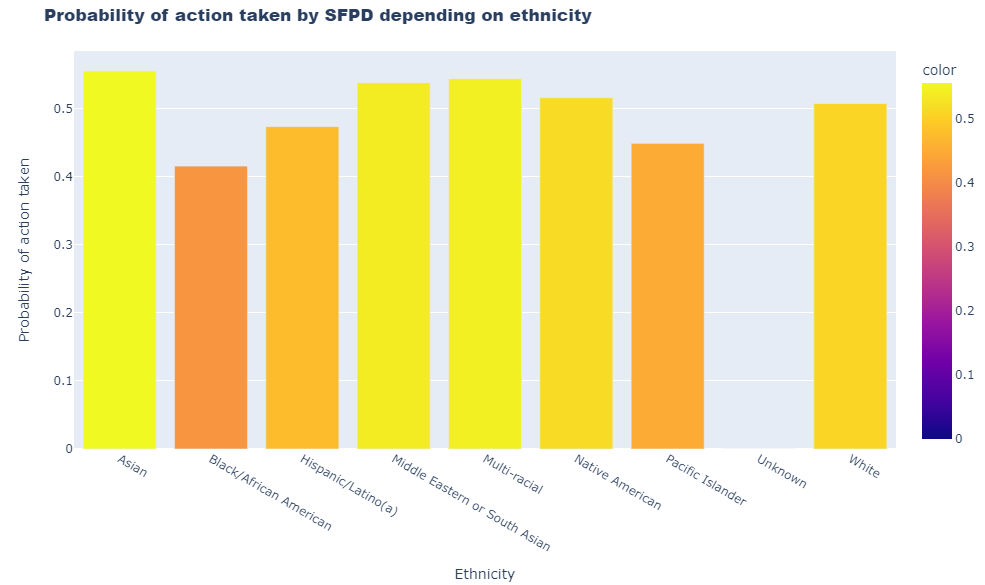 Probability of action taken by SFPD depending on ethnicity
color
0.5
0.4
0.3
0.2
0.1
0
Probability of action taken
0.5
0.4
0.3
0.2
0.1
0
Asian
Black/African American
Hispanic/Latino(a)
Middle Eastern or South Asian
Multi-racial
Native American
Pacific Islander
Unknown
White
Ethnicity